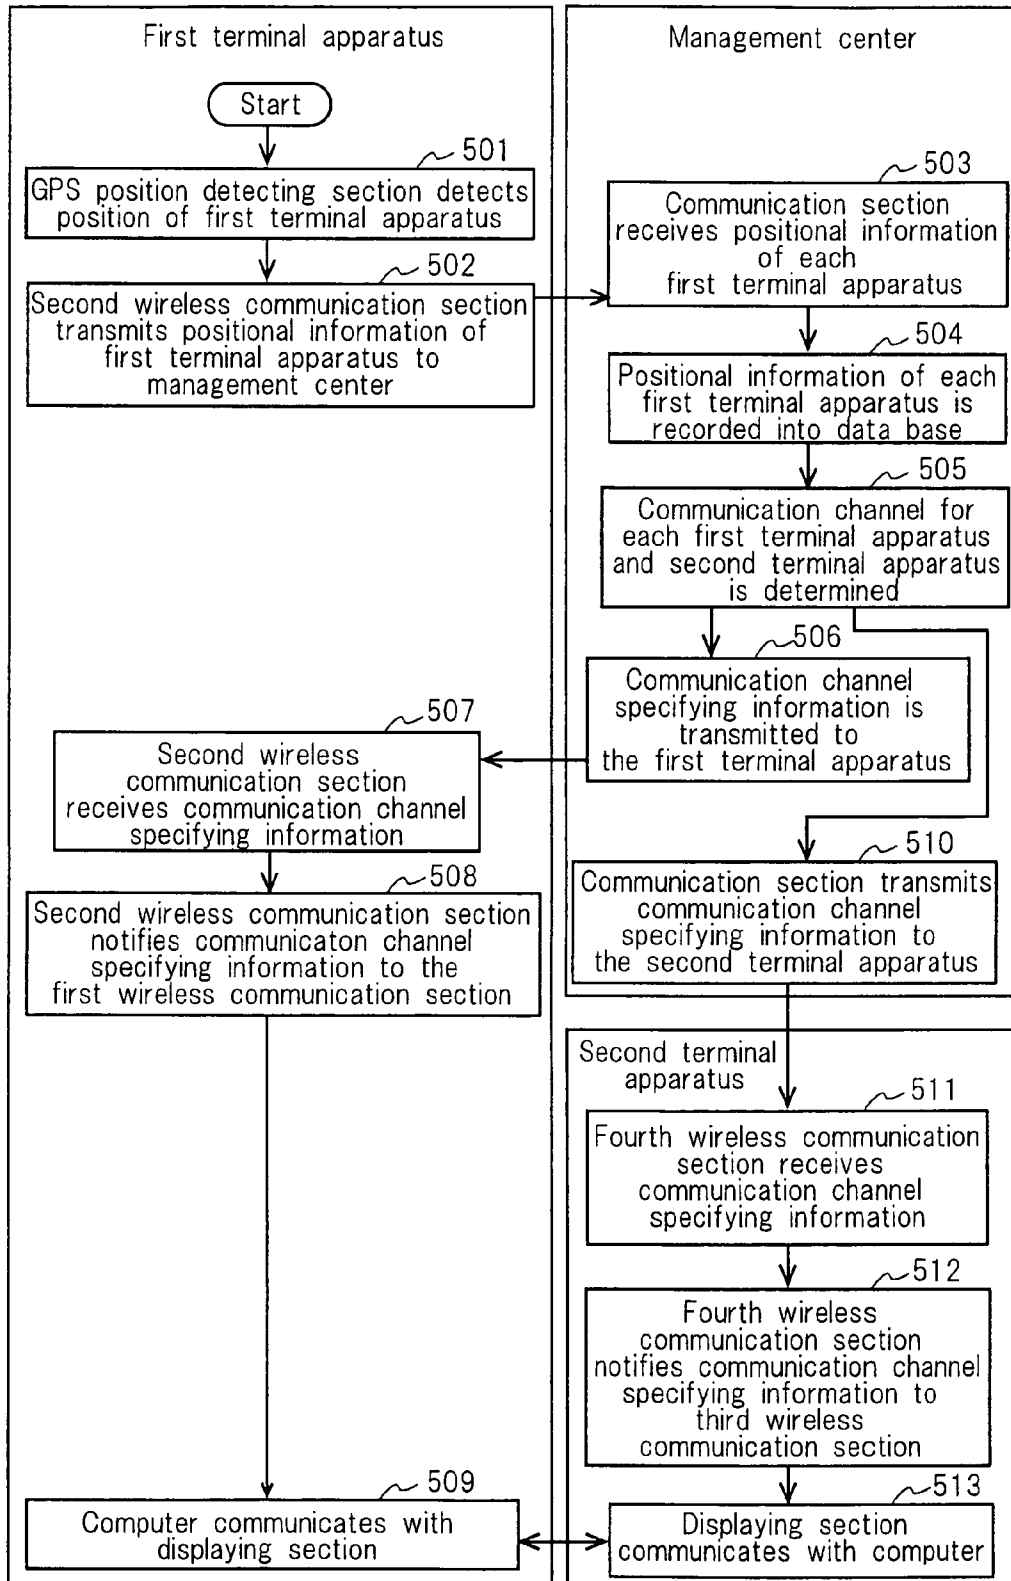 First terminal apparatus
Start
501
GPS position detecting section detects
position of first terminal apparatus
502
Second wireless communication section
transmits positional information of
first terminal apparatus to
management center
Management center
503
Communication section
receives positional information
of each
first terminal apparatus
504
Positional information of each
first terminal apparatus is
recorded into data base
505
Communication channel for
each first terminal apparatus
and second terminal apparatus
is determined
506
Communication channel
specifying information is
transmitted to
the first terminal apparatus
507
Second wireless
communication section
receives communication channel
specifying information
508
Second wireless communication section
notifies communicaton channel
specifying information to the
first wireless communication section
510
Communication section transmits
communication channel
specifying information to
the second terminal apparatus
Second terminal
apparatus
511
Fourth wireless communication
section receives
communication channel
specifying information
512
Fourth wireless
communication section
notifies communication channel
specifying information to
third wireless
communication section
509
Computer communicates with
displaying section
513
Displaying section
communicates with computer